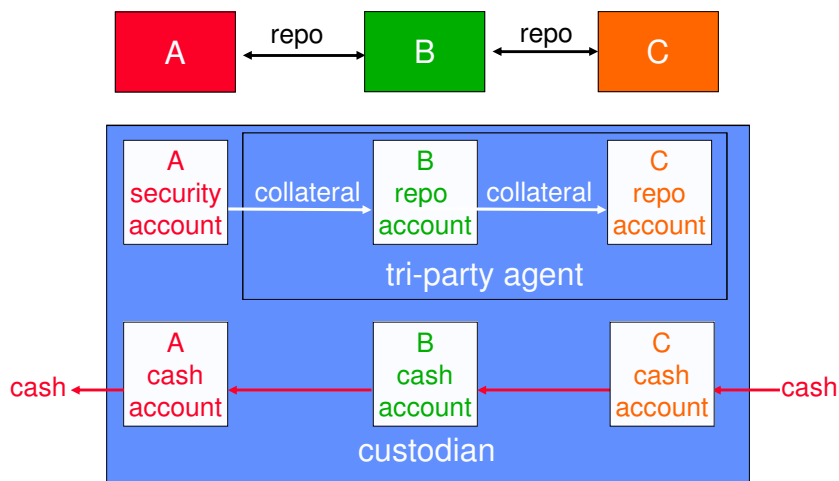 A
repo
B
repo
C
A
security
account
collateral
B
repo
account
collateral
C
repo
account
tri-party agent
cash
A
cash
account
B
cash
account
C
cash
account
cash
custodian